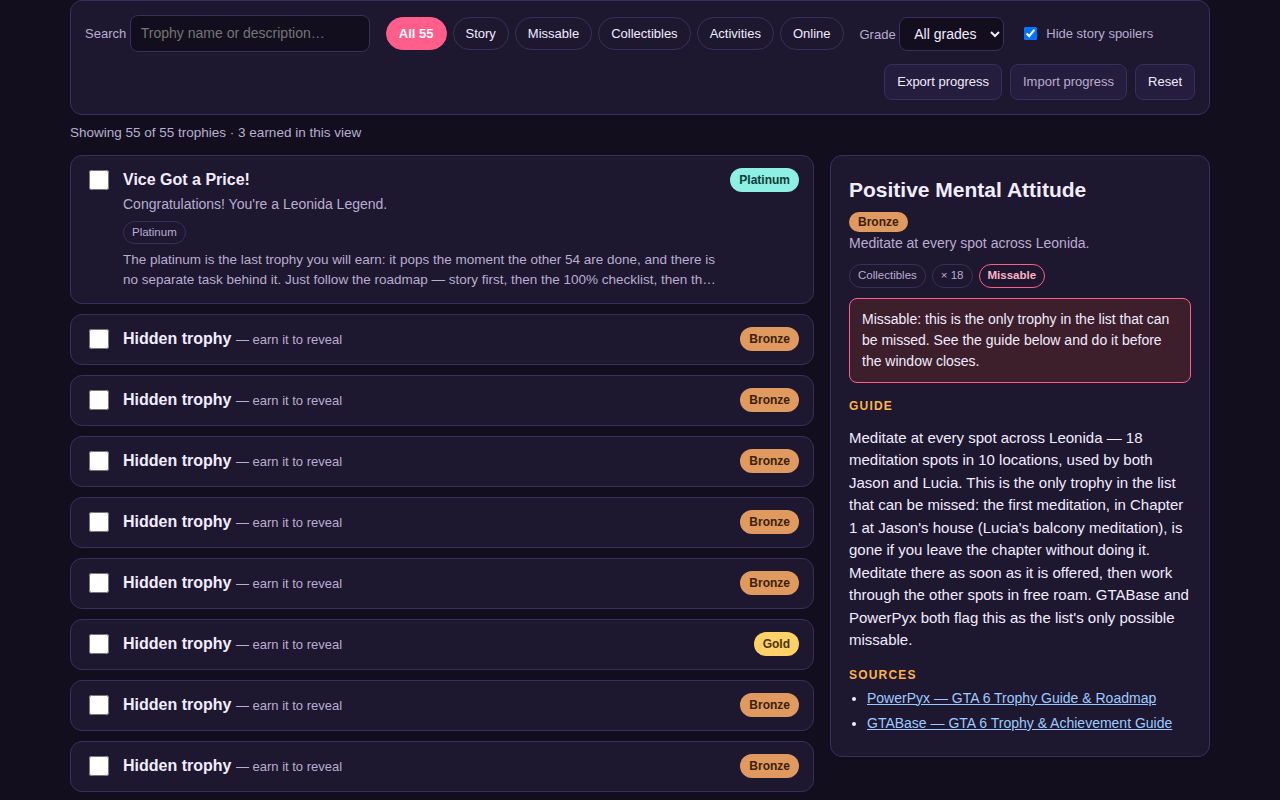 Search Trophy name or description… All 55 Story Missable Collectibles Activities Online Grade All grades Hide story spoilers
Export progress Import progress Reset
Showing 55 of 55 trophies · 3 earned in this view
Vice Got a Price! Platinum
Congratulations! You're a Leonida Legend.
Platinum
The platinum is the last trophy you will earn: it pops the moment the other 54 are done, and there is
no separate task behind it. Just follow the roadmap — story first, then the 100% checklist, then th…
Hidden trophy — earn it to reveal Bronze
Hidden trophy — earn it to reveal Bronze
Hidden trophy — earn it to reveal Bronze
Hidden trophy — earn it to reveal Bronze
Hidden trophy — earn it to reveal Bronze
Hidden trophy — earn it to reveal Gold
Hidden trophy — earn it to reveal Bronze
Hidden trophy — earn it to reveal Bronze
Positive Mental Attitude
Bronze
Meditate at every spot across Leonida.
Collectibles × 18 Missable
Missable: this is the only trophy in the list that can
be missed. See the guide below and do it before
the window closes.
GUIDE
Meditate at every spot across Leonida — 18
meditation spots in 10 locations, used by both
Jason and Lucia. This is the only trophy in the list
that can be missed: the first meditation, in Chapter
1 at Jason's house (Lucia's balcony meditation), is
gone if you leave the chapter without doing it.
Meditate there as soon as it is offered, then work
through the other spots in free roam. GTABase and
PowerPyx both flag this as the list's only possible
missable.
SOURCES
• PowerPyx — GTA 6 Trophy Guide & Roadmap
• GTABase — GTA 6 Trophy & Achievement Guide